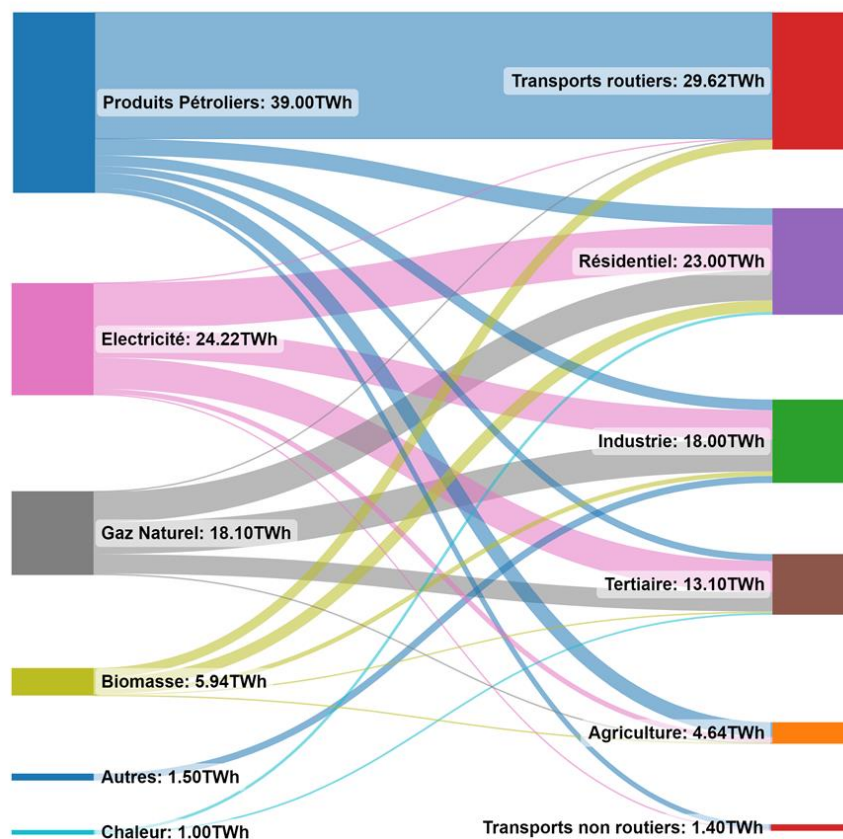 Produits Pétroliers: 39.00TWh
Transports routiers: 29.62TWh
Résidentiel: 23.00TWh
Electricité: 24.22TWh
Industrie: 18.00TWh
Gaz Naturel: 18.10TWh
Tertiaire: 13.10TWh
Biomasse: 5.94TWh
Agriculture: 4.64TWh
Autres: 1.50TWh
Chaleur: 1.00TWh
Transports non routiers: 1.40TWh